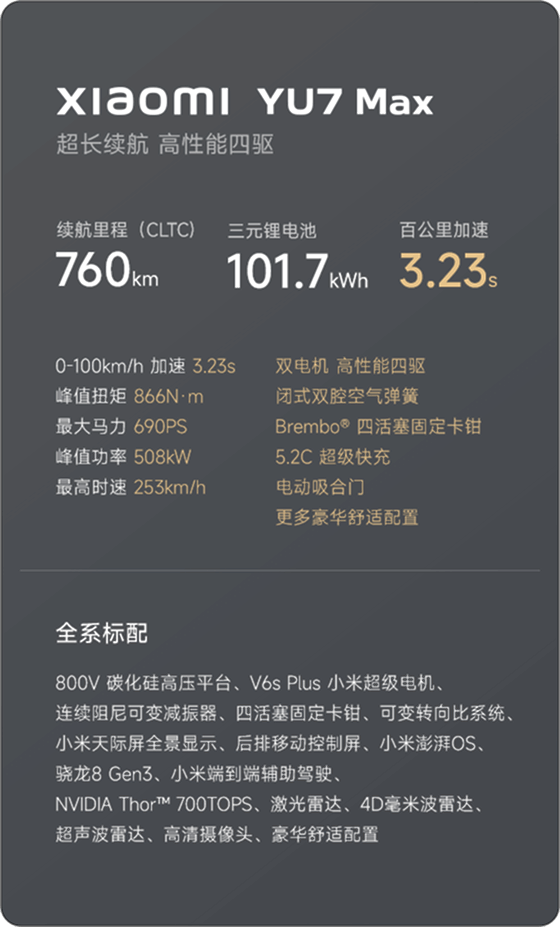 xiaomi YU7 Max
超长续航 高性能四驱
续航里程（CLTC） 三元锂电池 百公里加速
760km 101.7kWh 3.23s
0-100km/h 加速 3.23s
峰值扭矩 866N·m
最大马力 690PS
峰值功率 508kW
最高时速 253km/h
双电机 高性能四驱
闭式双腔空气弹簧
Brembo® 四活塞固定卡钳
5.2C 超级快充
电动吸合门
更多豪华舒适配置
全系标配
800V 碳化硅高压平台、V6s Plus 小米超级电机、
连续阻尼可变减振器、四活塞固定卡钳、可变转向比系统、
小米天际屏全景显示、后排移动控制屏、小米澎湃OS、
骁龙8 Gen3、小米端到端辅助驾驶、
NVIDIA Thor™ 700TOPS、激光雷达、4D毫米波雷达、
超声波雷达、高清摄像头、豪华舒适配置